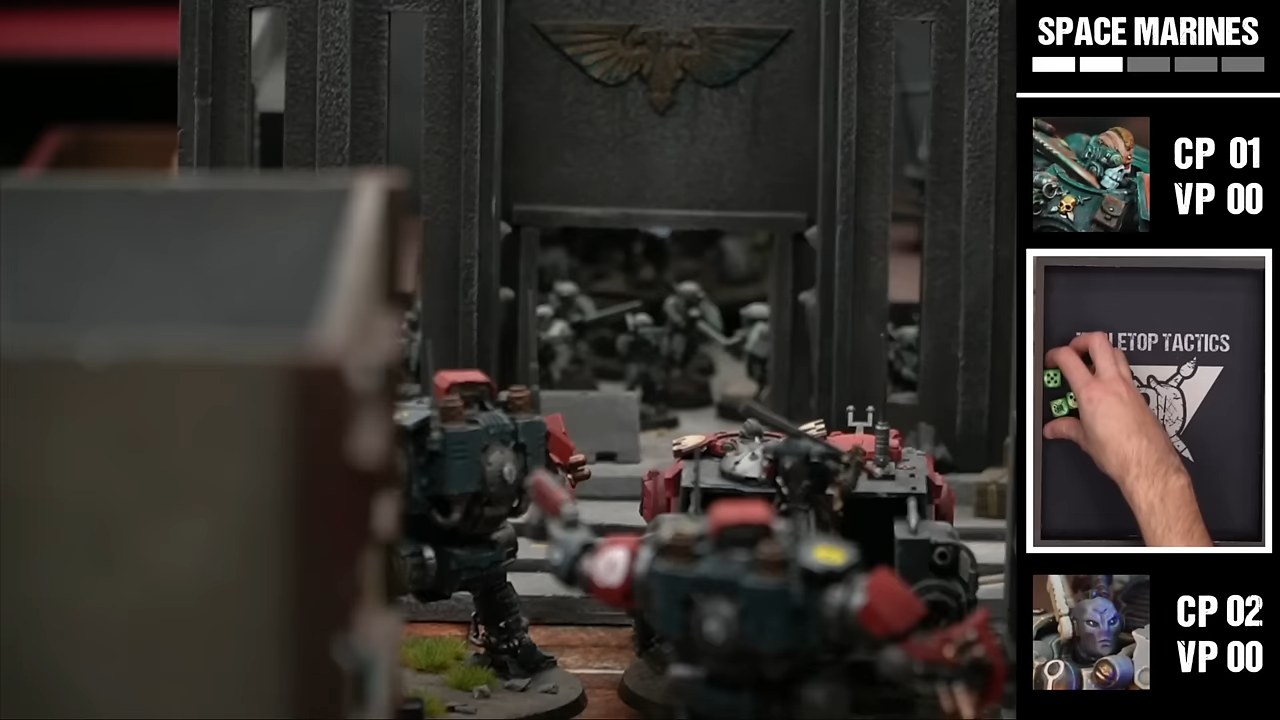 SPACE MARINES
CP 01
VP 00
LETOP TACTICS
CP 02
VP 00